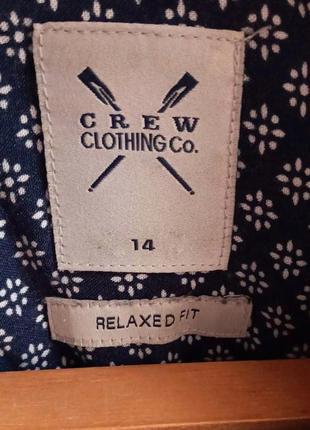 CREW
CLOTHING Co.
14
RELAXED FIT